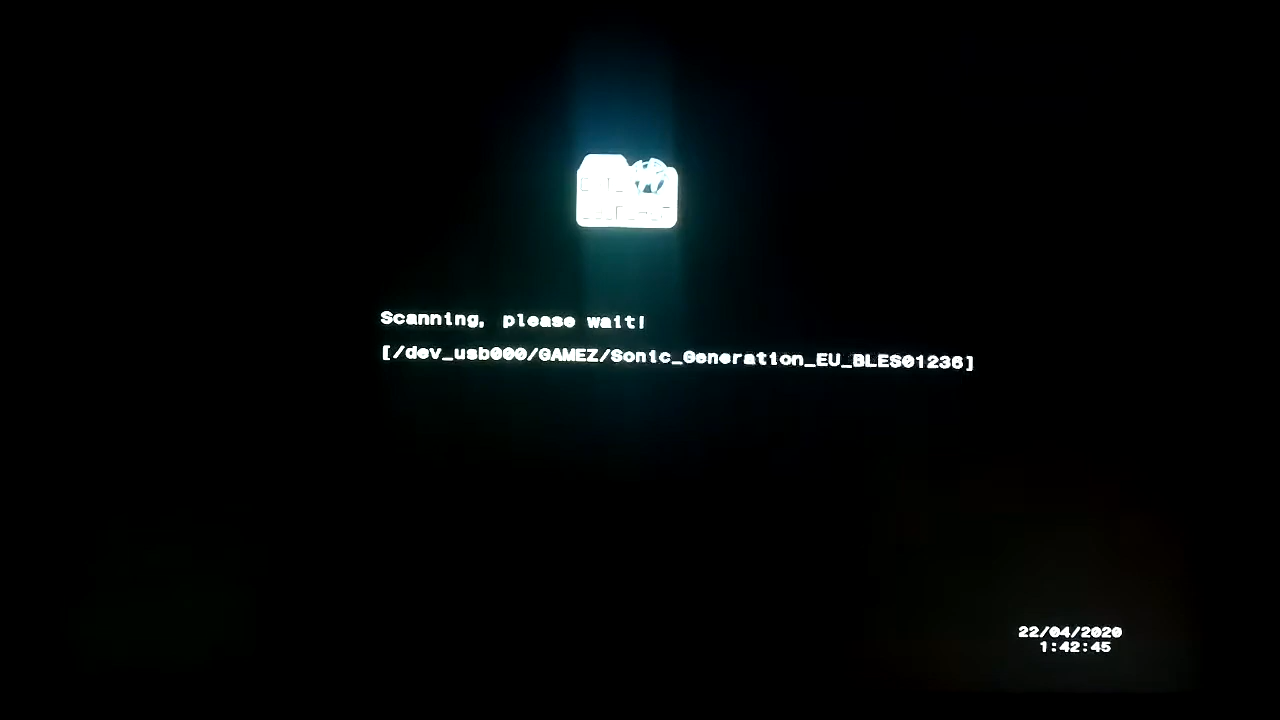 Scanning, please wait!
[/dev_usb000/GAMEZ/Sonic_Generation_EU_BLES01236]
22/04/2020
1:42:45